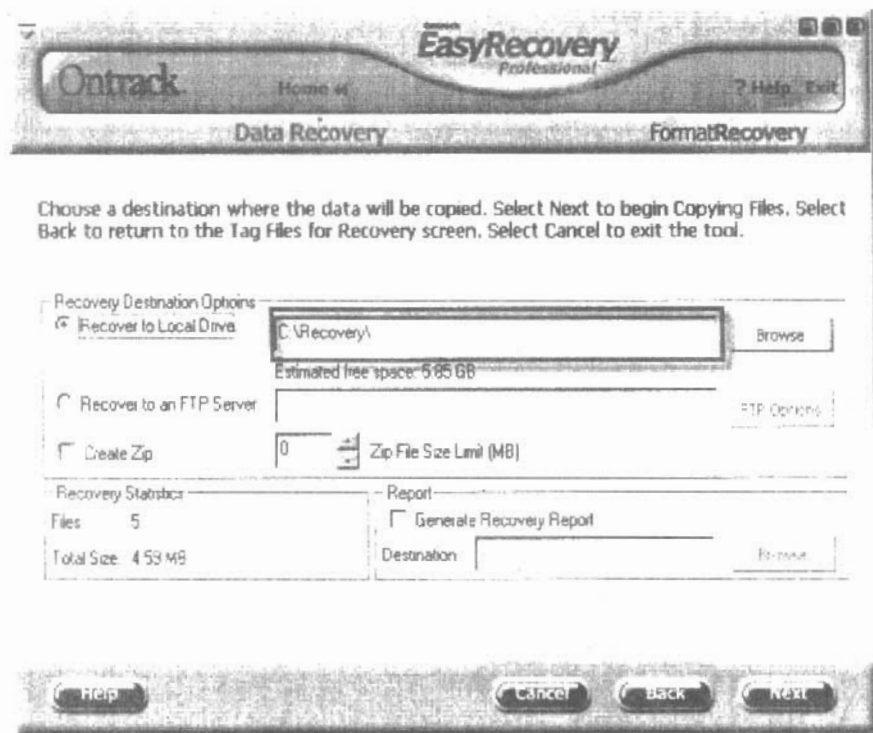 Ontrack
EasyRecovery
Professional
Ontrack.
Home
? Help Exit
Data Recovery
FormatRecovery
Choose a destination where the data will be copied. Select Next to begin Copying Files. Select
Back to return to the Tag Files for Recovery screen. Select Cancel to exit the tool.
Recovery Destination Optioins
Recover to Local Drive
C:\Recovery\
Browse
Estimated free space: 5.85 GB
Recover to an FTP Server
FTP Options
Create Zip
0
Zip File Size Limit (MB)
Recovery Statistics
Files 5
Total Size: 4.59 MB
Report
Generate Recovery Report
Destination
Browse
Help
Cancel
Back
Next